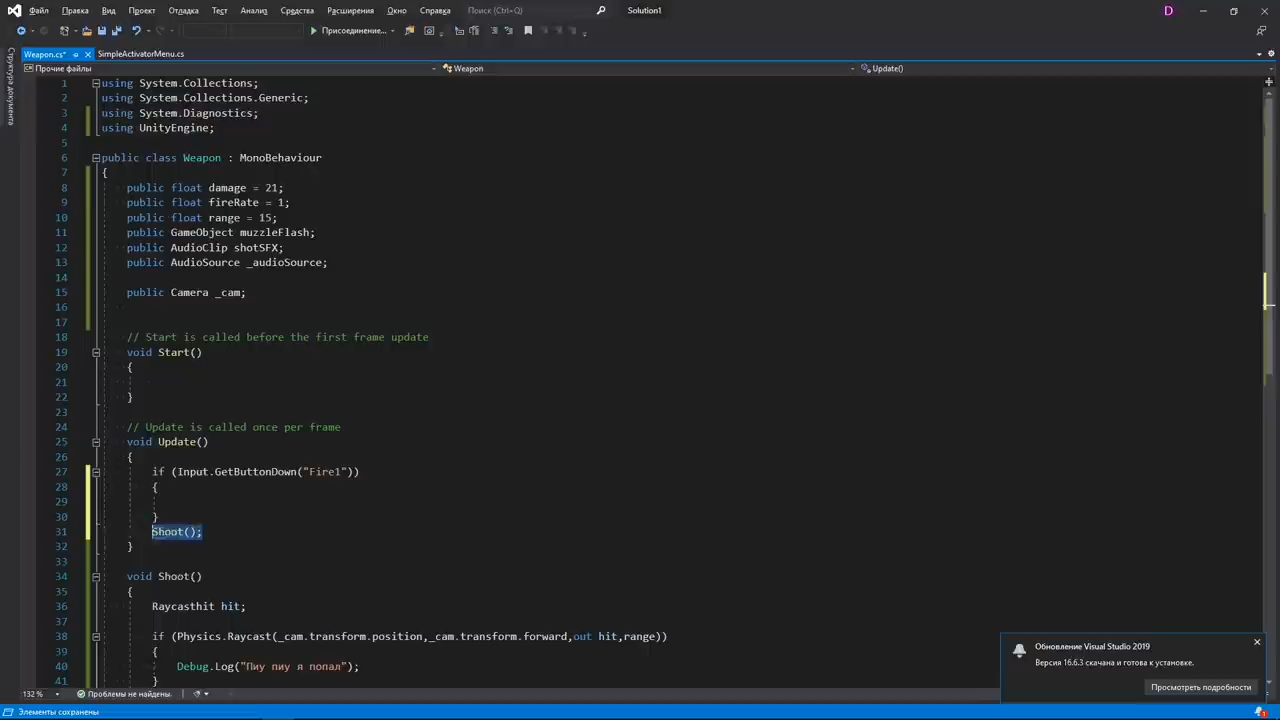 Файл Правка Вид Проект Отладка Тест Анализ Средства Расширения Окно Справка Поиск (Ctrl+Q) Solution1 D
Присоединение...
Weapon.cs* SimpleActivatorMenu.cs
Прочие файлы Weapon Update()
Структура документа
1 using System.Collections;
2 using System.Collections.Generic;
3 using System.Diagnostics;
4 using UnityEngine;
5
6 public class Weapon : MonoBehaviour
7 {
8 public float damage = 21;
9 public float fireRate = 1;
10 public float range = 15;
11 public GameObject muzzleFlash;
12 public AudioClip shotSFX;
13 public AudioSource _audioSource;
14
15 public Camera _cam;
16
17
18 // Start is called before the first frame update
19 void Start()
20 {
21
22 }
23
24 // Update is called once per frame
25 void Update()
26 {
27 if (Input.GetButtonDown("Fire1"))
28 {
29
30 }
31 Shoot();
32 }
33
34 void Shoot()
35 {
36 Raycasthit hit;
37
38 if (Physics.Raycast(_cam.transform.position,_cam.transform.forward,out hit,range))
39 {
40 Debug.Log("Пиу пиу я попал");
41 }
Обновление Visual Studio 2019
Версия 16.6.3 скачана и готова к установке.
Просмотреть подробности
132 % Проблемы не найдены.
Элементы сохранены 1